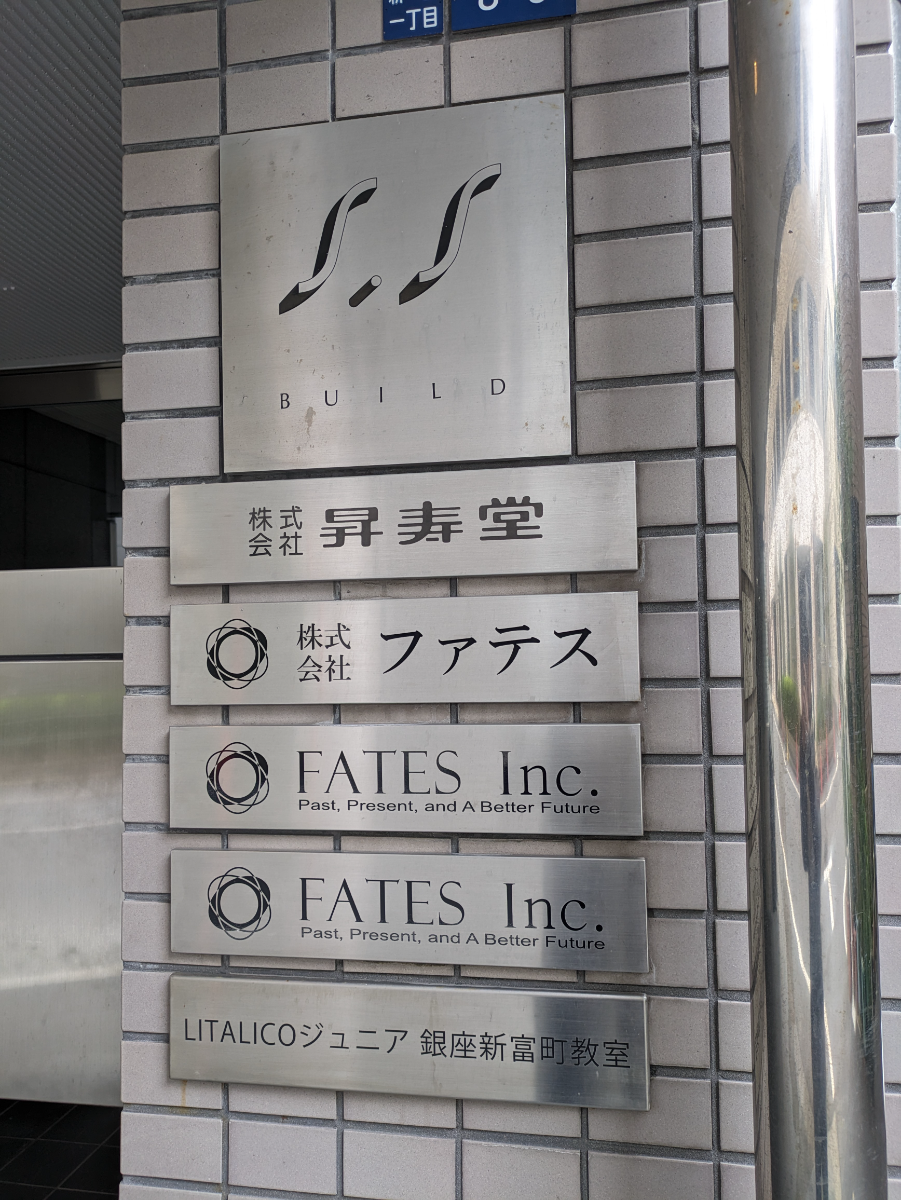 一丁目
S.S
BUILD
株式会社 昇寿堂
株式会社 ファテス
FATES Inc.
Past, Present, and A Better Future
FATES Inc.
Past, Present, and A Better Future
LITALICOジュニア 銀座新富町教室